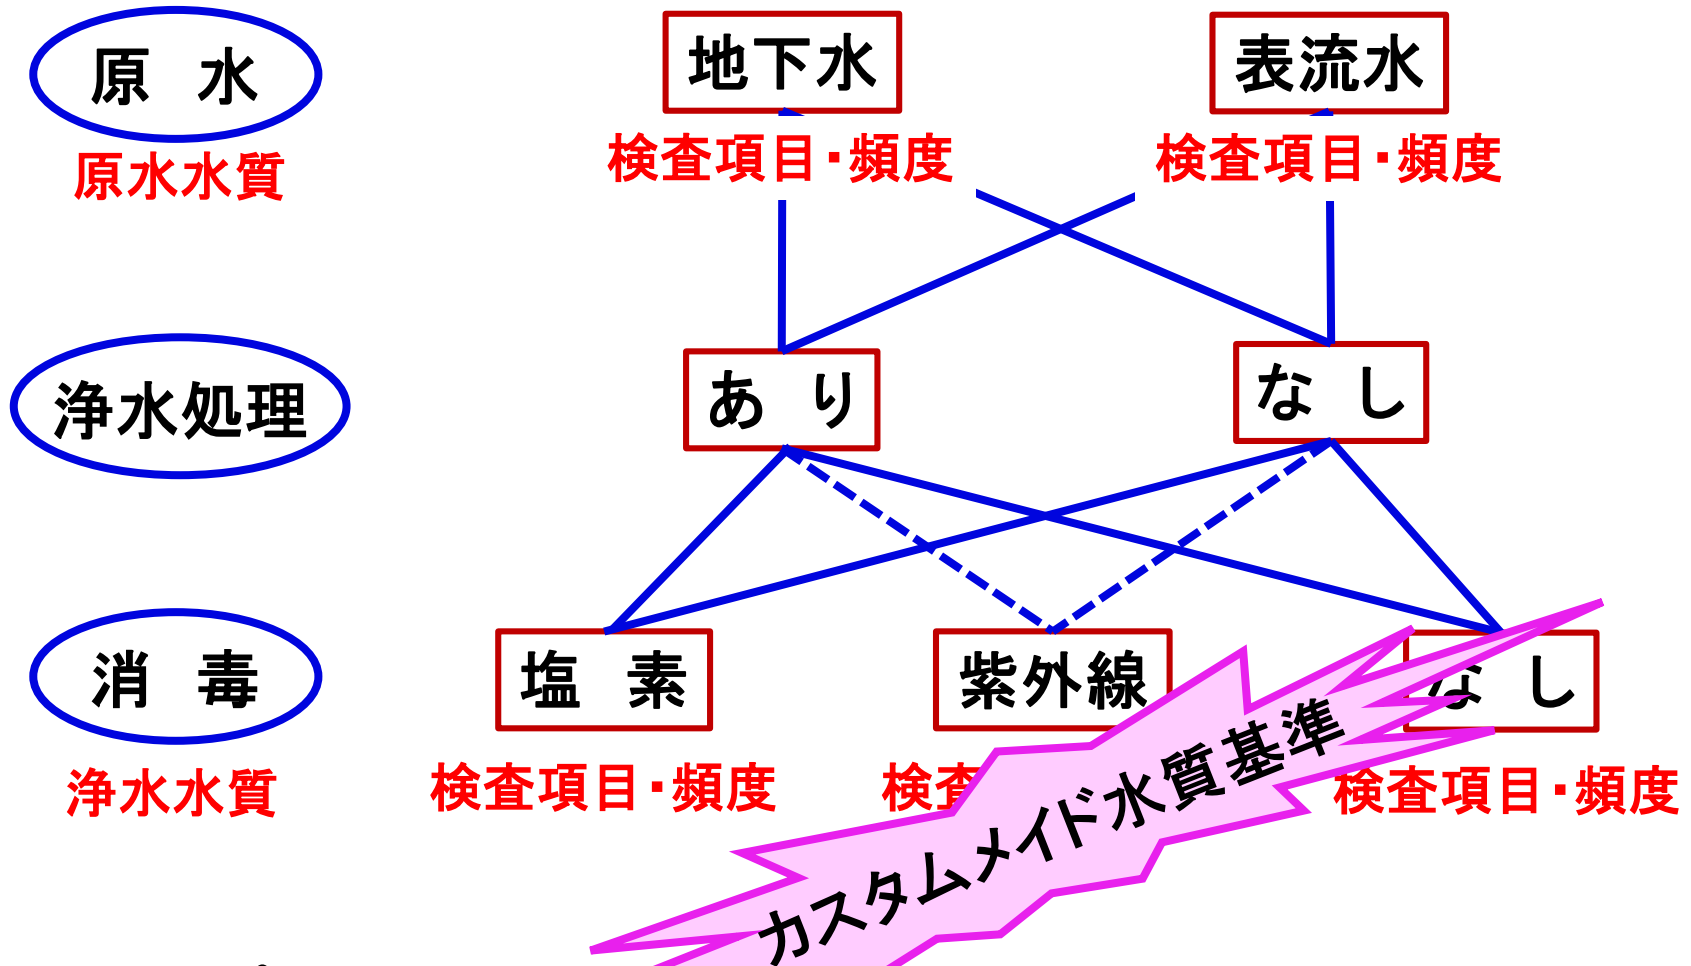 原 水
地下水
表流水
原水水質
検査項目・頻度
検査項目・頻度
浄水処理
あ り
な し
消 毒
塩 素
紫外線
な し
浄水水質
検査項目・頻度
検査
検査項目・頻度
カスタムメイド水質基準